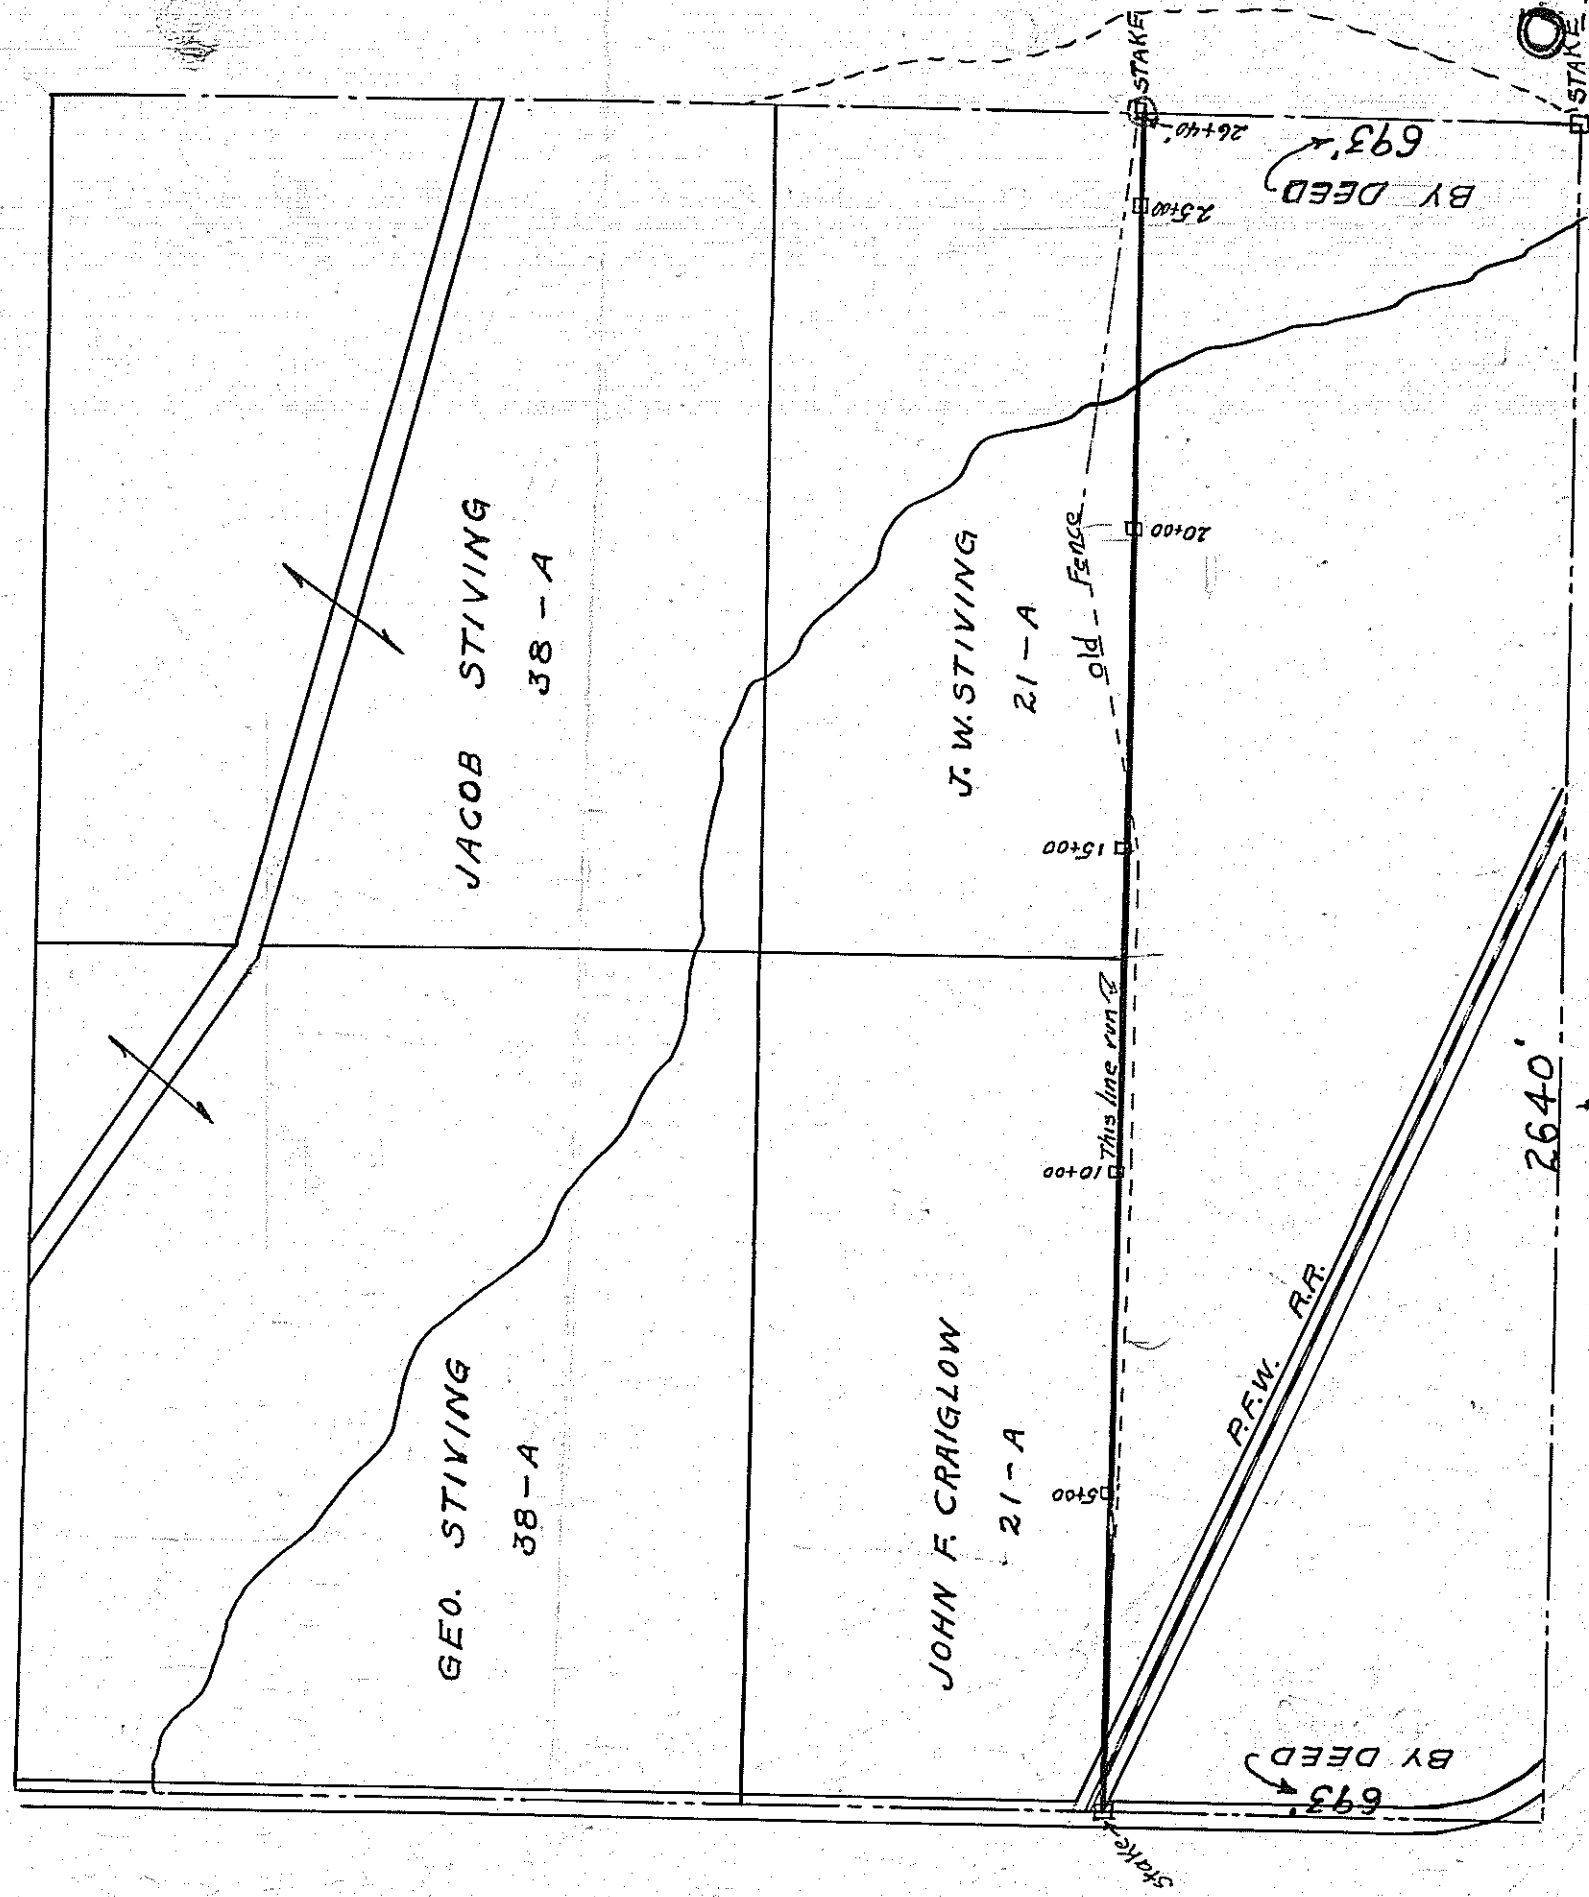 JACOB STIVING
38-A
J. W. STIVING
21-A
Old Fence
GEO. STIVING
38-A
JOHN F. CRAIGLOW
21-A
This line run
P.F.W. R.R.
2640'
STAKE
STAKE
Stake
5+00
10+00
15+00
20+00
25+00
26+40'
693'
BY DEED
693'
BY DEED